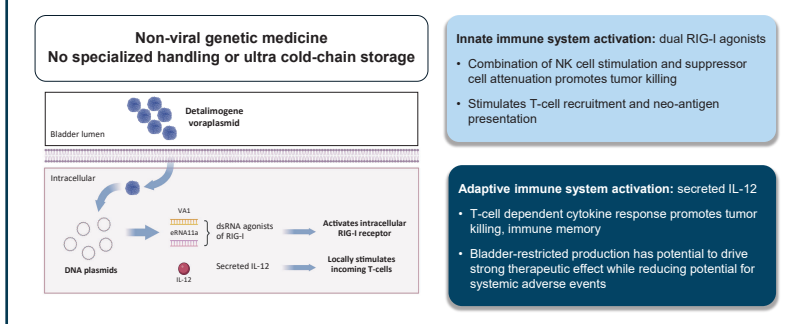 Non-viral genetic medicine
No specialized handling or ultra cold-chain storage
Detalimogene
voraplasmid
Bladder lumen
Intracellular
DNA plasmids
VA1
eRNA11a
dsRNA agonists
of RIG-I
Activates intracellular
RIG-I receptor
IL-12
Secreted IL-12
Locally stimulates
incoming T-cells
Innate immune system activation: dual RIG-I agonists
• Combination of NK cell stimulation and suppressor
cell attenuation promotes tumor killing
• Stimulates T-cell recruitment and neo-antigen
presentation
Adaptive immune system activation: secreted IL-12
• T-cell dependent cytokine response promotes tumor
killing, immune memory
• Bladder-restricted production has potential to drive
strong therapeutic effect while reducing potential for
systemic adverse events